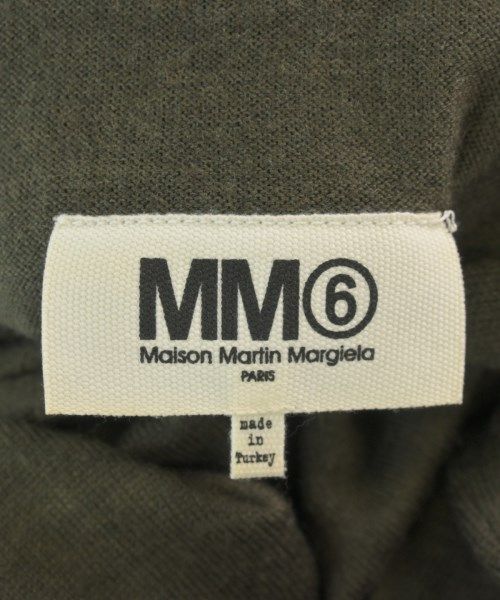 MM⑥
Maison Martin Margiela
PARIS
made
in
Turkey